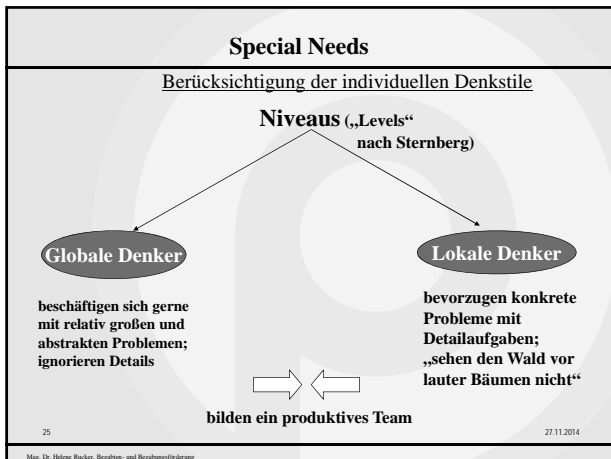 Special Needs
Berücksichtigung der individuellen Denkstile
Niveaus („Levels“
nach Sternberg)
Globale Denker
Lokale Denker
beschäftigen sich gerne
mit relativ großen und
abstrakten Problemen;
ignorieren Details
bevorzugen konkrete
Probleme mit
Detailaufgaben;
„sehen den Wald vor
lauter Bäumen nicht“
bilden ein produktives Team
25
27.11.2014
Mag. Dr. Helene Rucker, Begabten- und Begabungsförderung